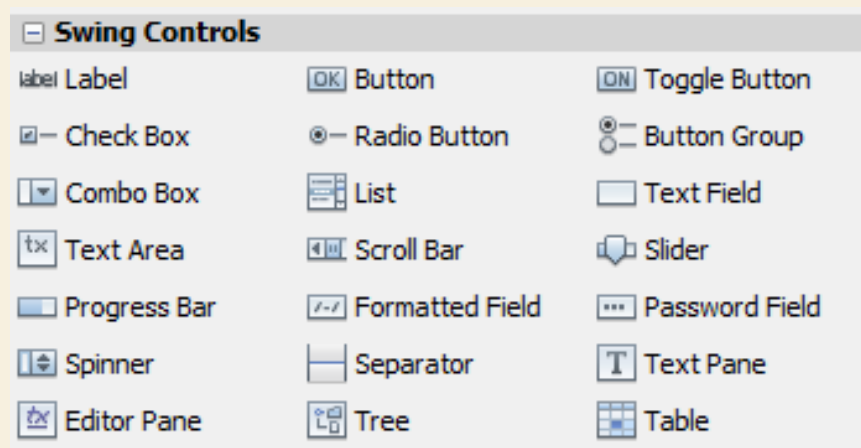 Swing Controls
label Label OK Button ON Toggle Button
Check Box Radio Button Button Group
Combo Box List Text Field
tx Text Area Scroll Bar Slider
Progress Bar Formatted Field Password Field
Spinner Separator T Text Pane
tx Editor Pane Tree Table